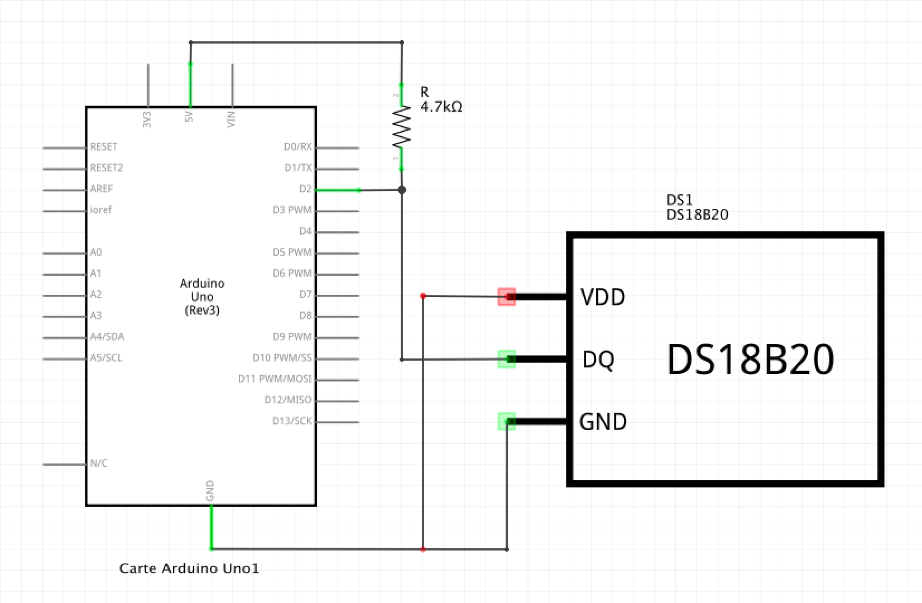 R
4.7kΩ
2
1
3V3
5V
VIN
RESET
RESET2
AREF
ioref
A0
A1
A2
A3
A4/SDA
A5/SCL
N/C
D0/RX
D1/TX
D2
D3 PWM
D4
D5 PWM
D6 PWM
D7
D8
D9 PWM
D10 PWM/SS
D11 PWM/MOSI
D12/MISO
D13/SCK
Arduino
Uno
(Rev3)
GND
Carte Arduino Uno1
DS1
DS18B20
VDD
DQ
GND
DS18B20